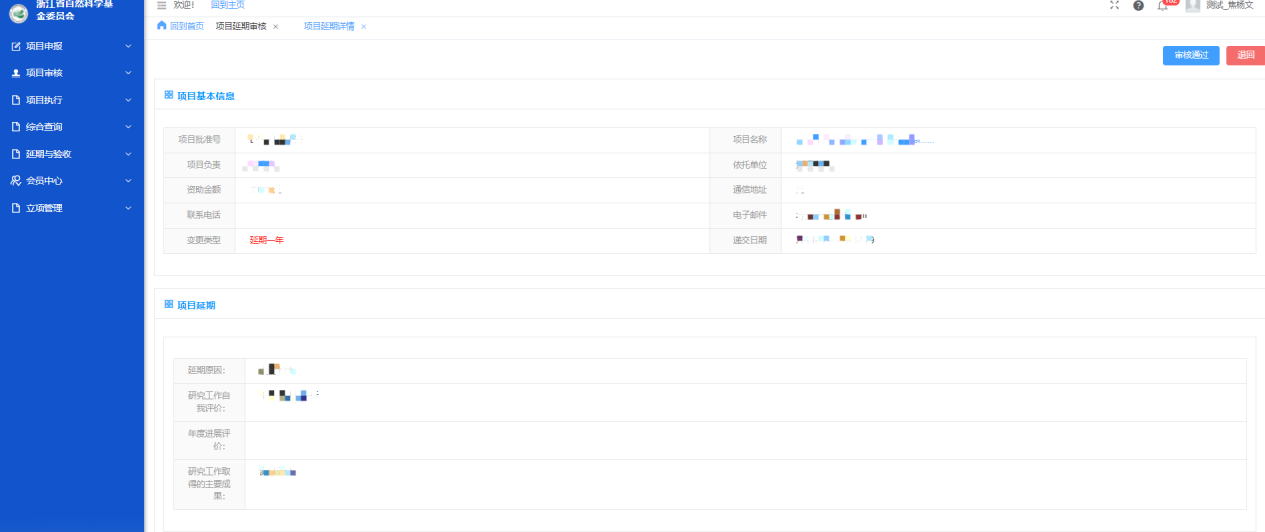 浙江省自然科学基
金委员会
欢迎! 回到主页
测试_焦杨文
回到首页 项目延期审核 × 项目延期详情 ×
项目申报
项目审核
项目执行
综合查询
延期与验收
会员中心
立项管理
审核通过 退回
项目基本信息
项目批准号 项目名称
项目负责 依托单位
资助金额 通信地址
联系电话 电子邮件
变更类型 延期一年 递交日期
项目延期
延期原因:
研究工作自
我评价:
年度进展评
价:
研究工作取
得的主要成
果: